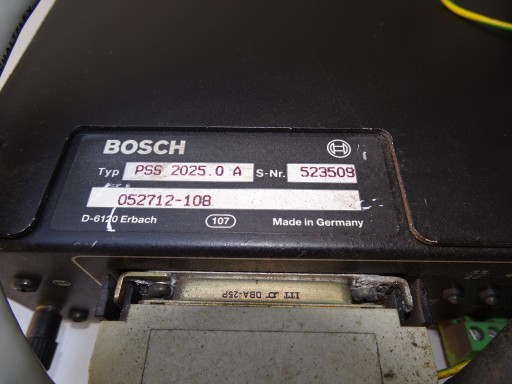 BOSCH
Typ PSS 2025.0 A S-Nr. 523509
052712-108
D-6120 Erbach 107 Made in Germany
ITT DBA-25P